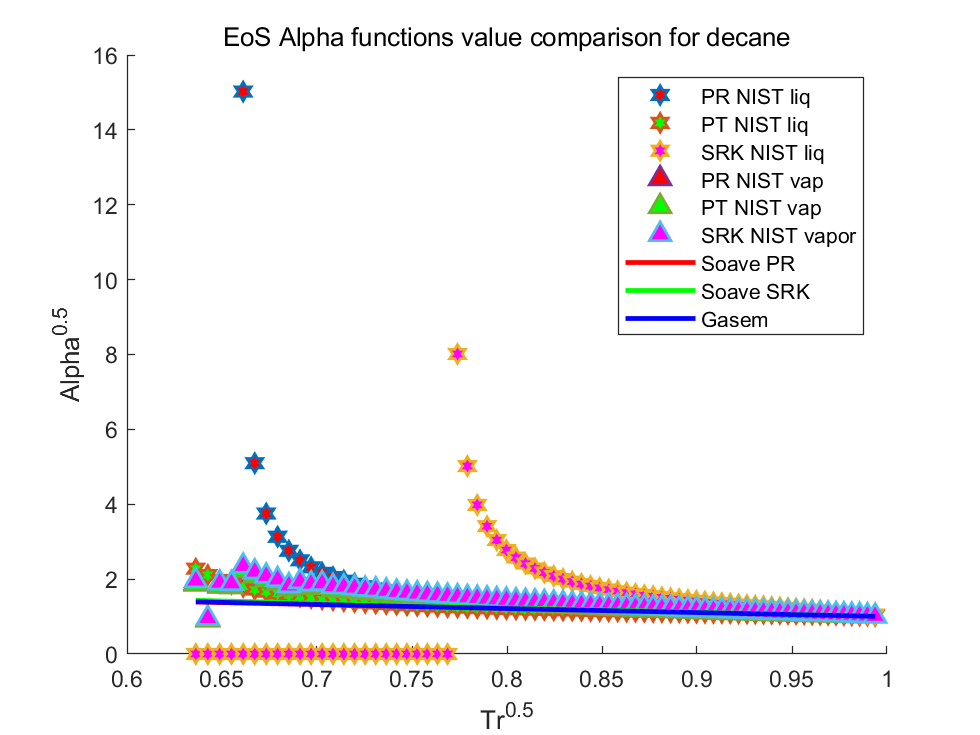 EoS Alpha functions value comparison for decane
16
14
12
10
8
6
4
2
0
Alpha^0.5
PR NIST liq
PT NIST liq
SRK NIST liq
PR NIST vap
PT NIST vap
SRK NIST vapor
Soave PR
Soave SRK
Gasem
0.6 0.65 0.7 0.75 0.8 0.85 0.9 0.95 1
Tr^0.5